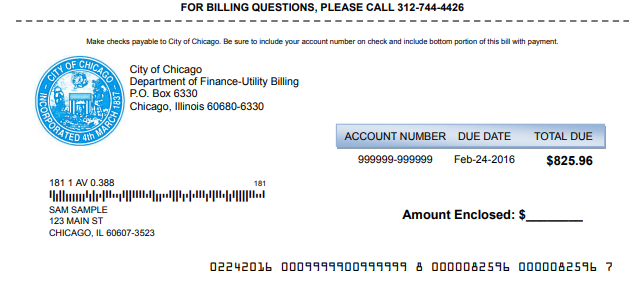 FOR BILLING QUESTIONS, PLEASE CALL 312-744-4426
Make checks payable to City of Chicago. Be sure to include your account number on check and include bottom portion of this bill with payment.
CITY OF CHICAGO
INCORPORATED 4th MARCH 1837
City of Chicago
Department of Finance-Utility Billing
P.O. Box 6330
Chicago, Illinois 60680-6330
ACCOUNT NUMBER DUE DATE TOTAL DUE
999999-999999 Feb-24-2016 $825.96
181 1 AV 0.388 181
SAM SAMPLE
123 MAIN ST
CHICAGO, IL 60607-3523
Amount Enclosed: $________
02242016 0009999900999999 8 0000082596 0000082596 7